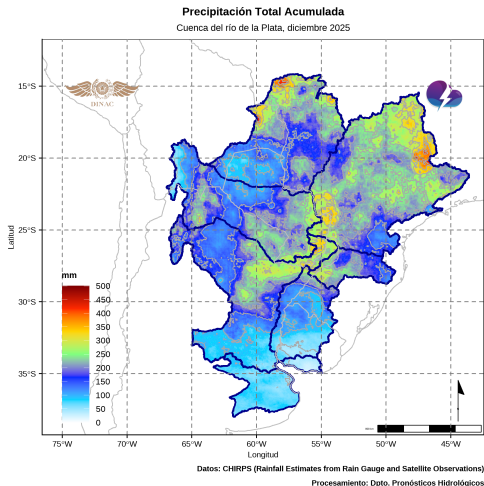 Precipitación Total Acumulada
Cuenca del río de la Plata, diciembre 2025
DINAC
15°S
20°S
25°S
30°S
35°S
Latitud
mm
500
450
400
350
300
250
200
150
100
50
0
75°W
70°W
65°W
60°W
55°W
50°W
45°W
Longitud
Datos: CHIRPS (Rainfall Estimates from Rain Gauge and Satellite Observations)
Procesamiento: Dpto. Pronósticos Hidrológicos